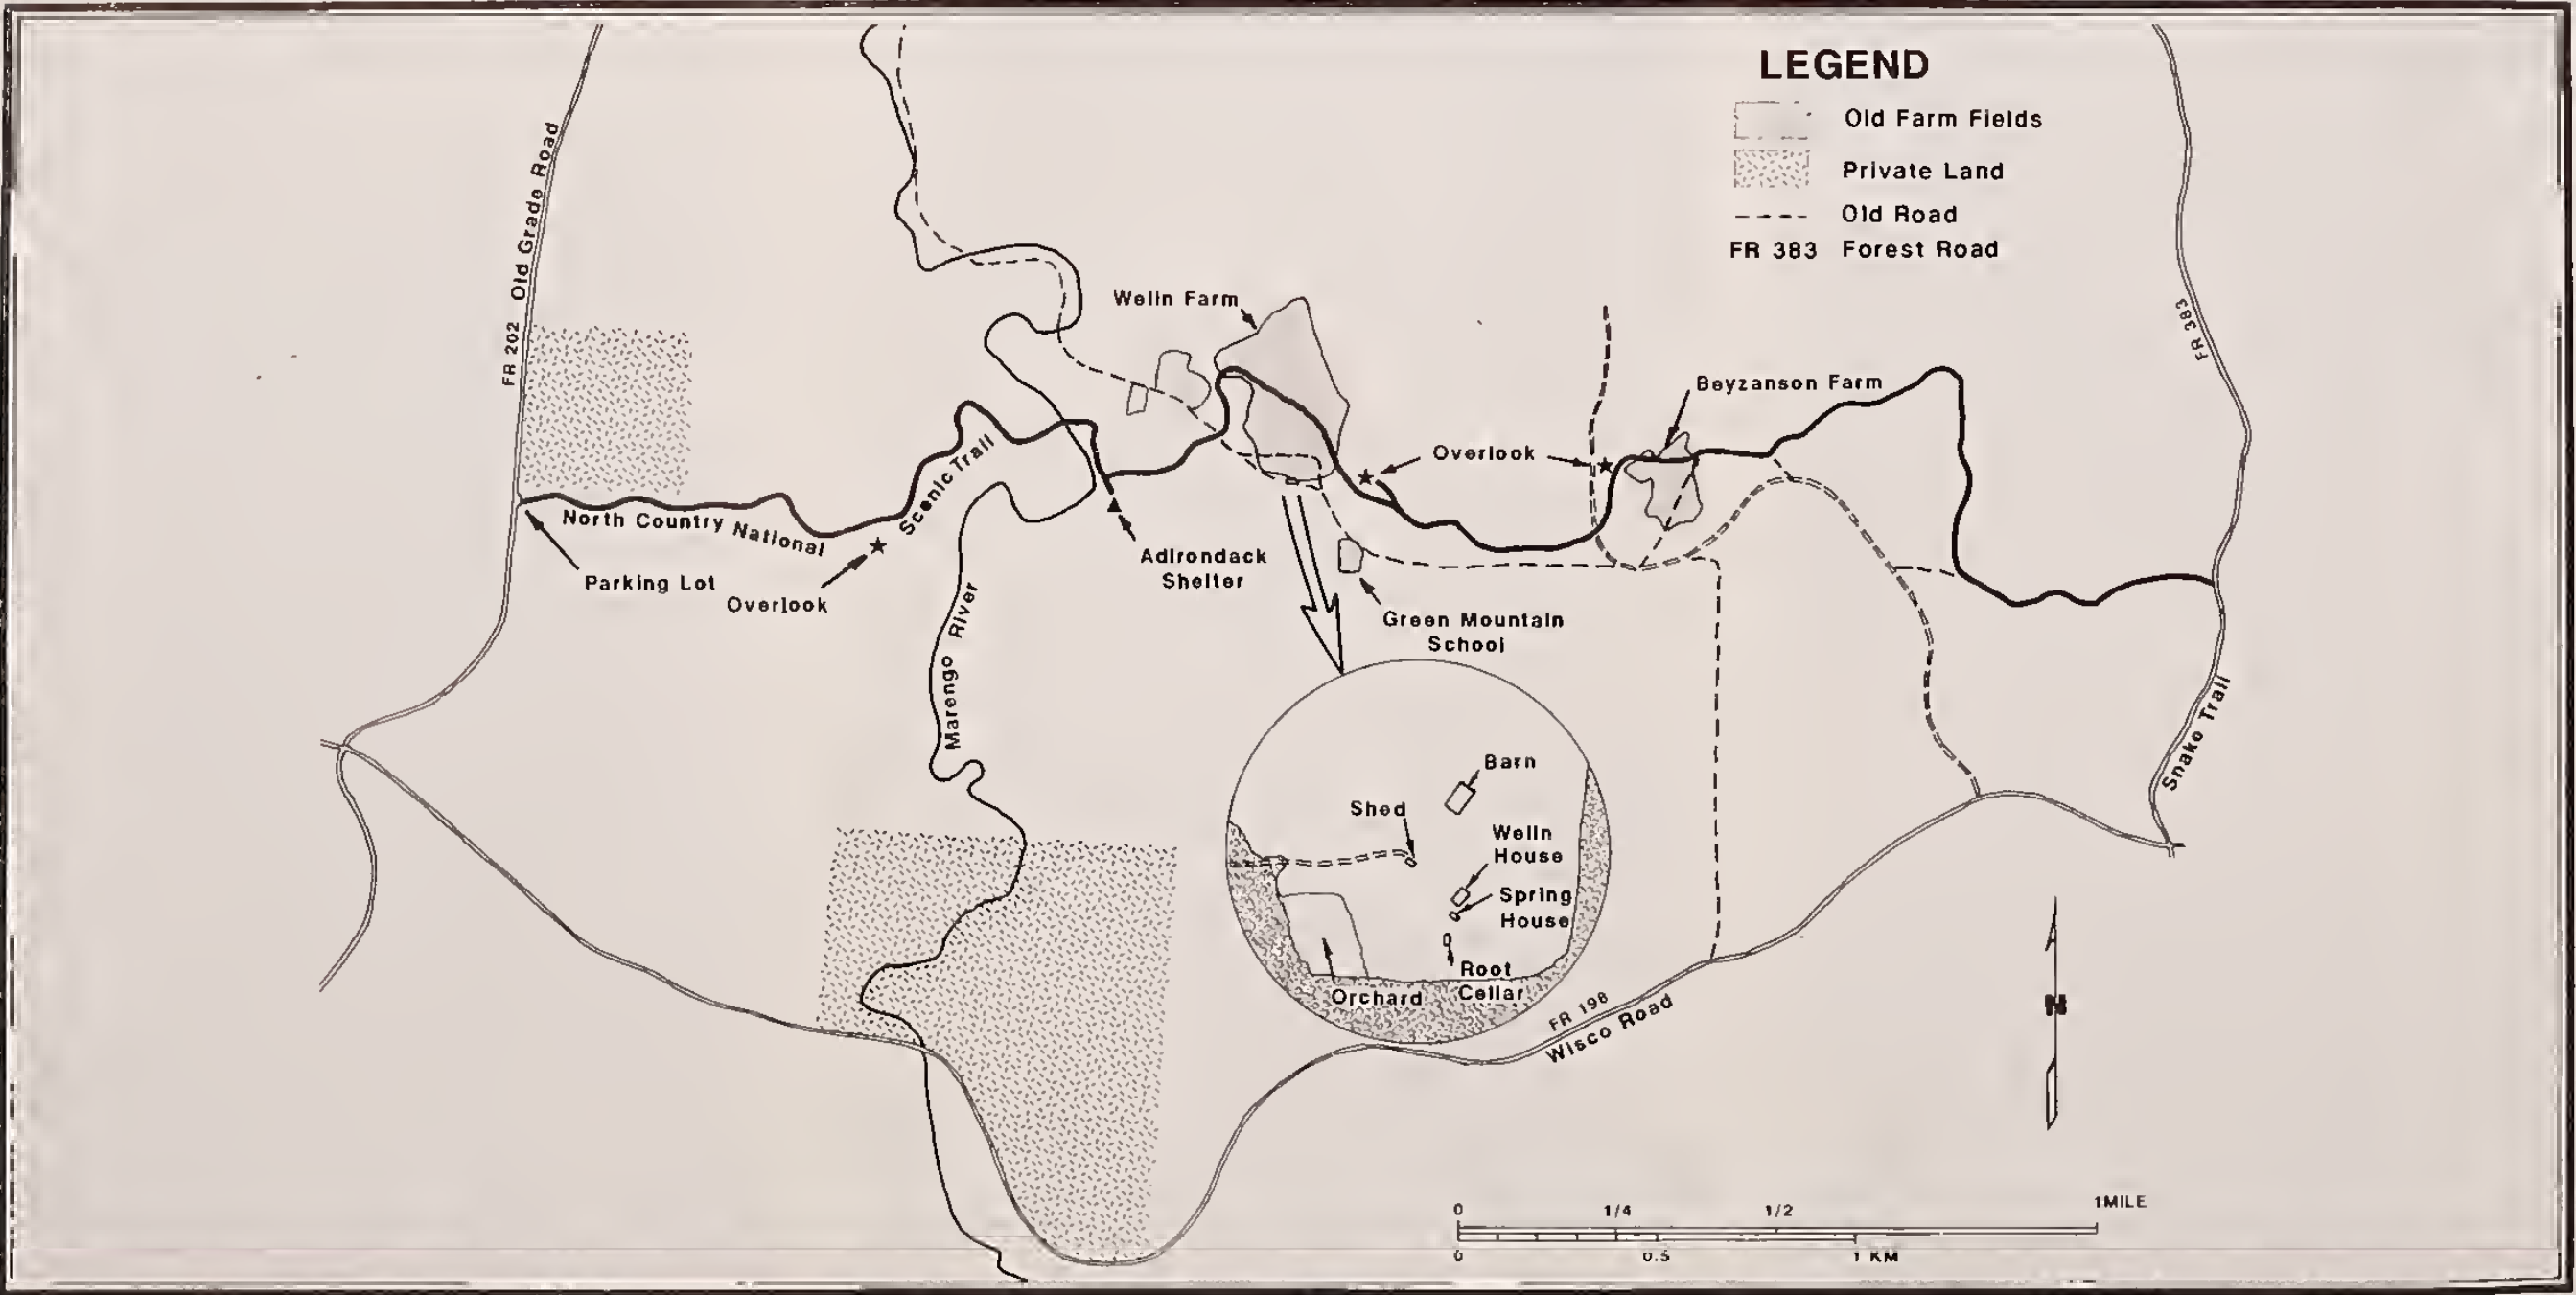 LEGEND
Old Farm Fields
Private Land
Old Road
FR 383 Forest Road
FR 202 Old Grade Road
FR 383
Welin Farm
Beyzanson Farm
Overlook
North Country National Scenic Trail
Parking Lot
Overlook
Adirondack
Shelter
Green Mountain
School
Marengo River
Snake Trail
Barn
Shed
Welin
House
Spring
House
Root
Cellar
Orchard
FR 198
Wisco Road
N
0 1/4 1/2 1MILE
0 0.5 1 KM